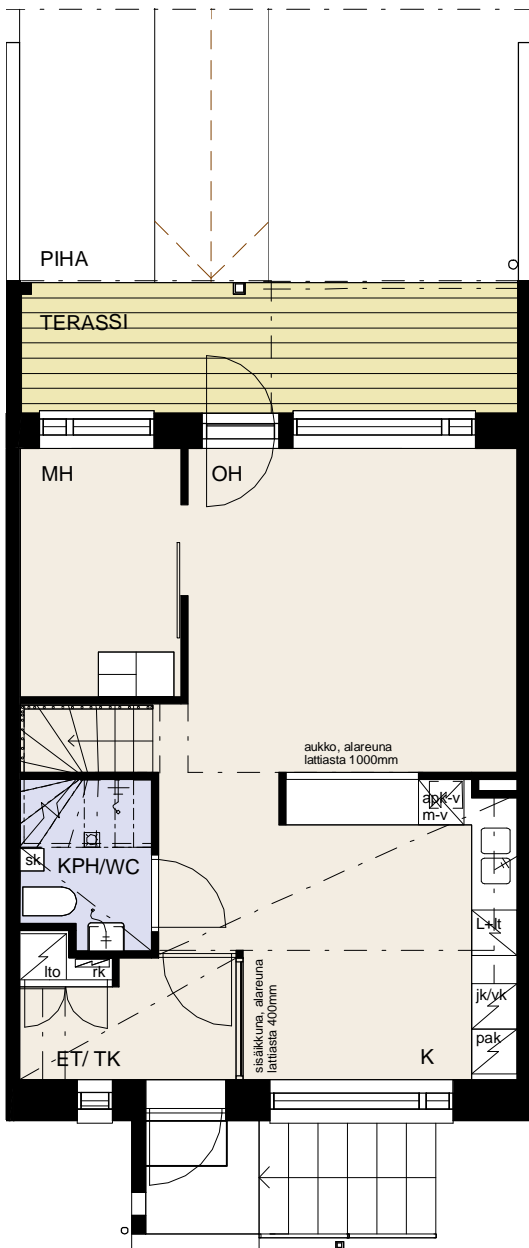 PIHA
TERASSI
MH
OH
aukko, alareuna
lattiasta 1000mm
apk-v
m-v
sk
KPH/WC
L+lt
lto
rk
jk/vk
sisäikkuna, alareuna
lattiasta 400mm
pak
ET/ TK
K